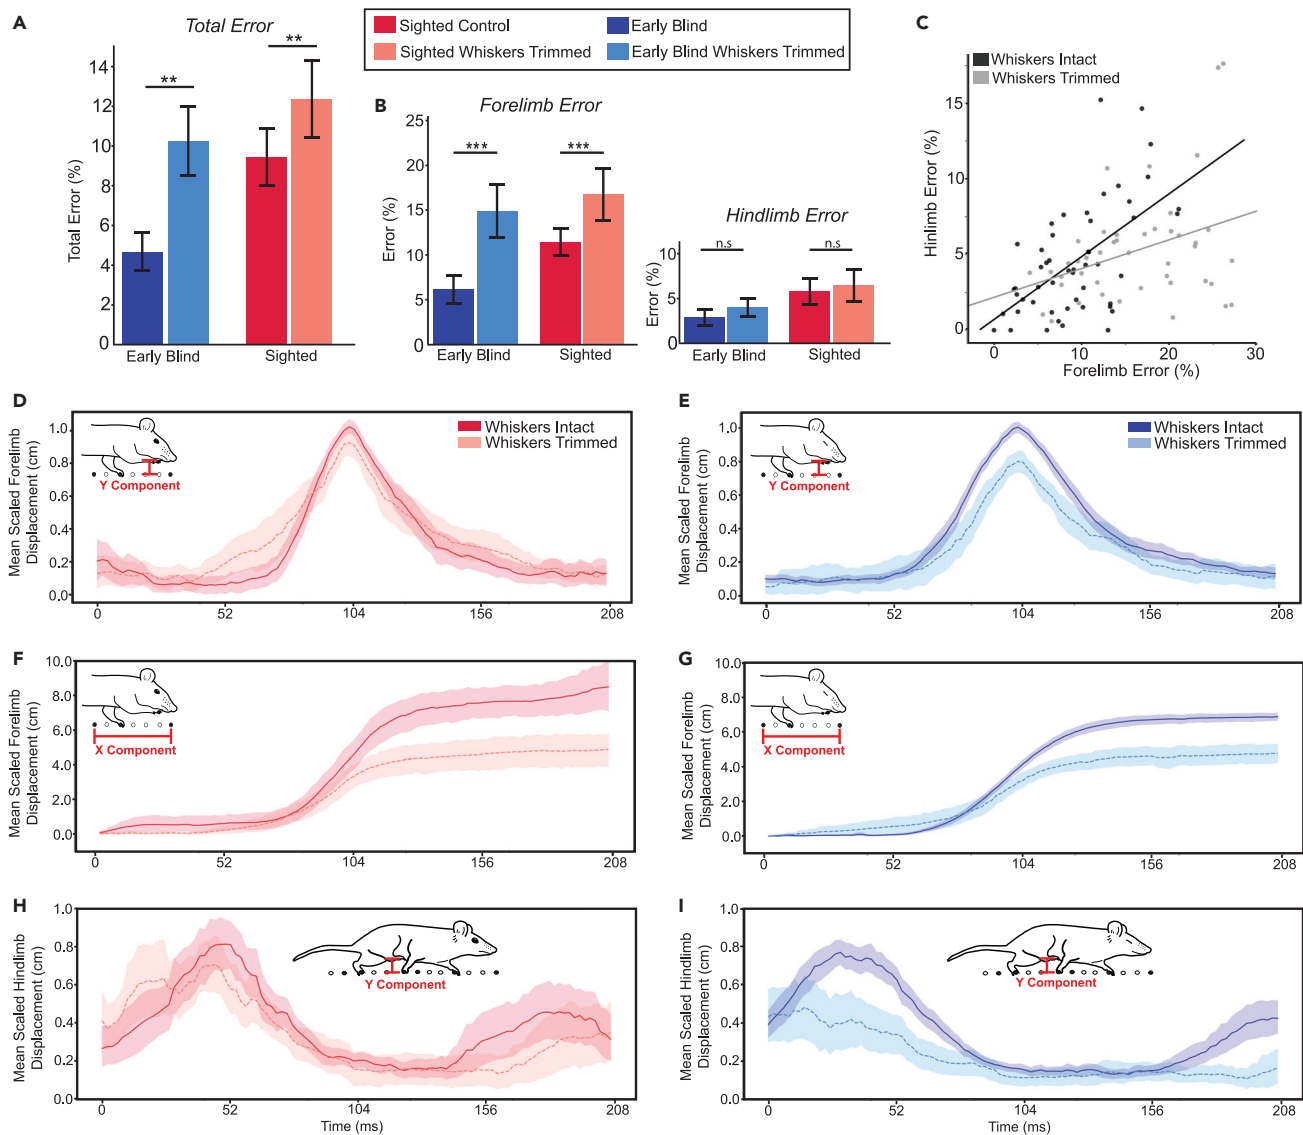 A
Total Error
Total Error (%)
14
12
10
8
6
4
2
0
**
**
Early Blind
Sighted
Sighted Control
Early Blind
Sighted Whiskers Trimmed
Early Blind Whiskers Trimmed
B
Forelimb Error
Error (%)
25
20
15
10
5
0
***
***
Early Blind
Sighted
Hindlimb Error
Error (%)
10
5
0
n.s
n.s
Early Blind
Sighted
C
Whiskers Intact
Whiskers Trimmed
Hinlimb Error (%)
15
10
5
0
0
10
20
30
Forelimb Error (%)
D
Mean Scaled Forelimb
Displacement (cm)
1.0
0.8
0.6
0.4
0.2
0.0
Y Component
Whiskers Intact
Whiskers Trimmed
0
52
104
156
208
E
Mean Scaled Forelimb
Displacement (cm)
1.0
0.8
0.6
0.4
0.2
0.0
Y Component
Whiskers Intact
Whiskers Trimmed
0
52
104
156
208
F
Mean Scaled Forelimb
Displacement (cm)
10.0
8.0
6.0
4.0
2.0
0.0
X Component
0
52
104
156
208
G
Mean Scaled Forelimb
Displacement (cm)
10.0
8.0
6.0
4.0
2.0
0.0
X Component
0
52
104
156
208
H
Mean Scaled Hindlimb
Displacement (cm)
1.0
0.8
0.6
0.4
0.2
0.0
Y Component
0
52
104
156
208
Time (ms)
I
Mean Scaled Hindlimb
Displacement (cm)
1.0
0.8
0.6
0.4
0.2
0.0
Y Component
0
52
104
156
208
Time (ms)